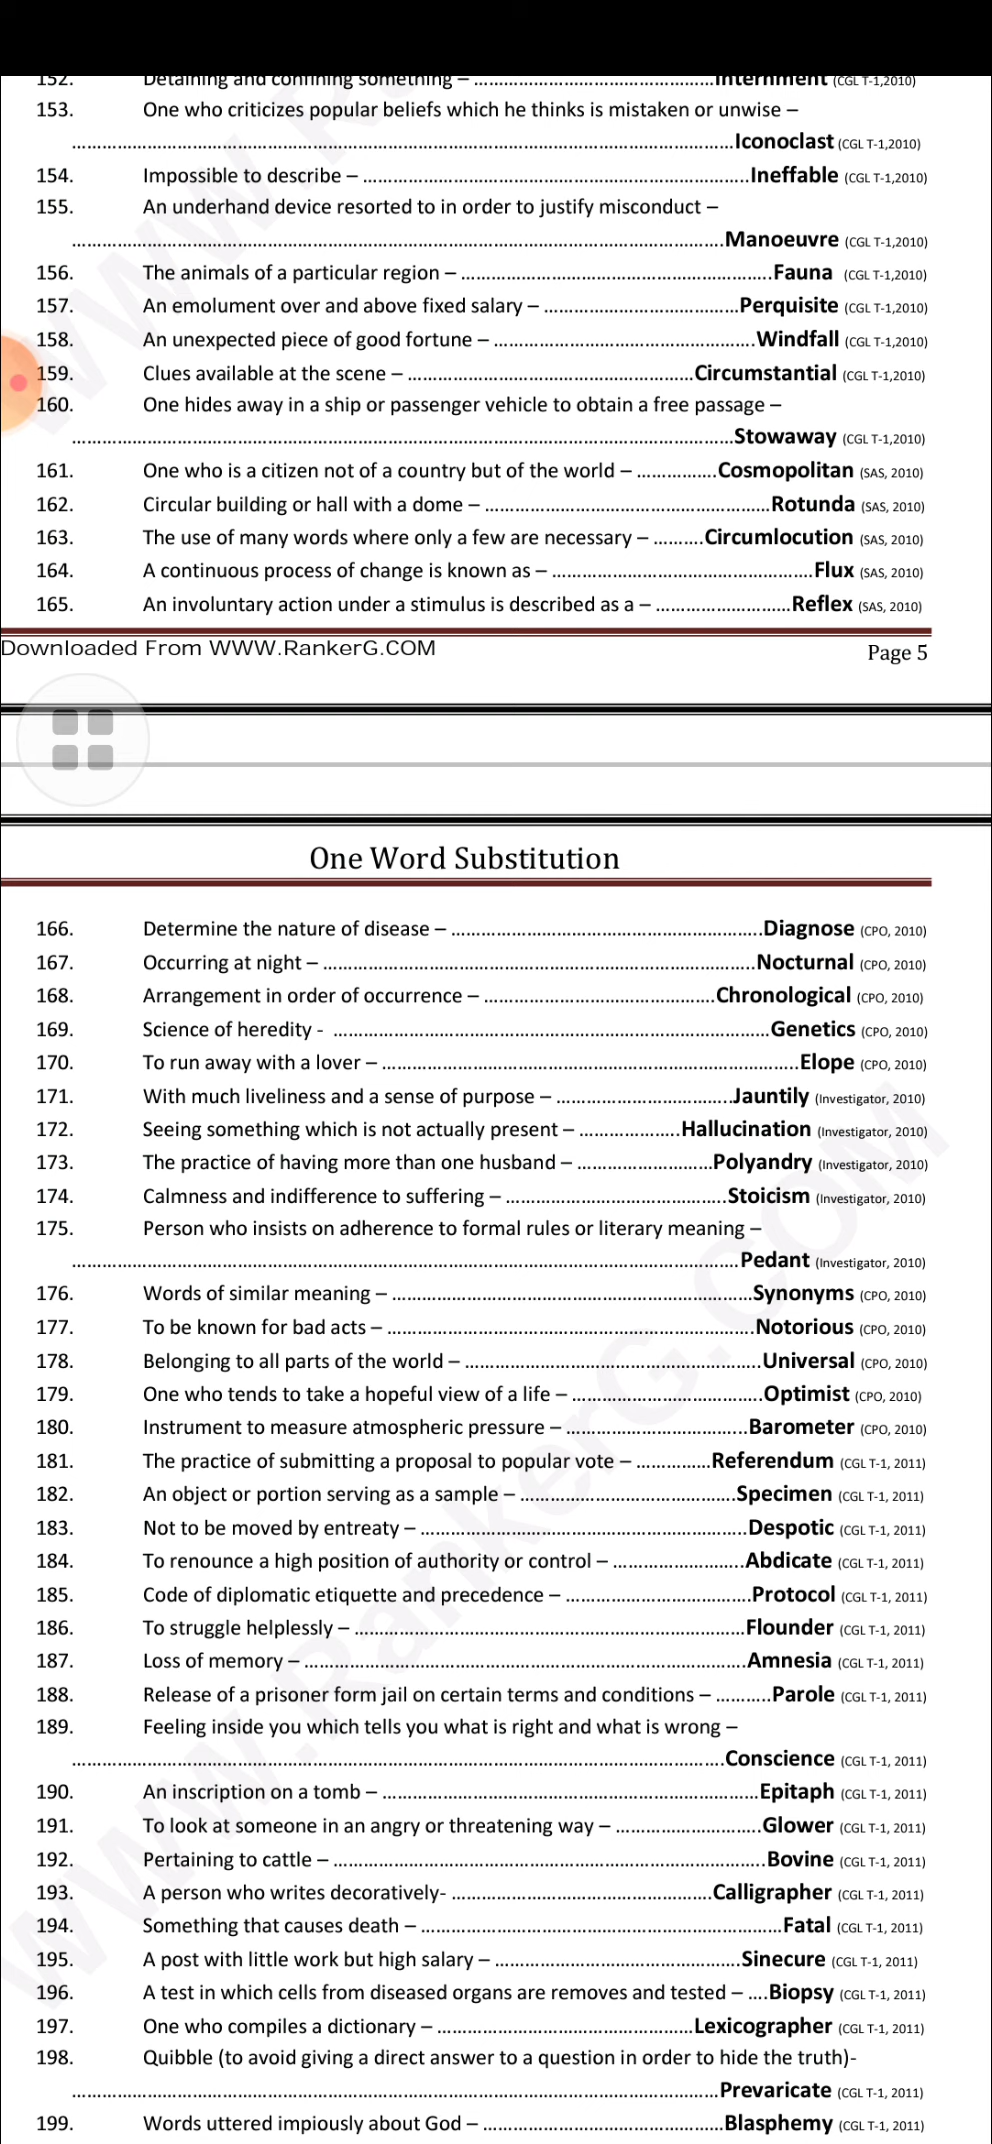 152. Detaining and confining something – ..........................................Internment (CGL T-1,2010)
153. One who criticizes popular beliefs which he thinks is mistaken or unwise –
..............................................................................................................Iconoclast (CGL T-1,2010)
154. Impossible to describe – ................................................................Ineffable (CGL T-1,2010)
155. An underhand device resorted to in order to justify misconduct –
............................................................................................................Manoeuvre (CGL T-1,2010)
156. The animals of a particular region – ....................................................Fauna (CGL T-1,2010)
157. An emolument over and above fixed salary – .................................Perquisite (CGL T-1,2010)
158. An unexpected piece of good fortune – ............................................Windfall (CGL T-1,2010)
159. Clues available at the scene – ................................................Circumstantial (CGL T-1,2010)
160. One hides away in a ship or passenger vehicle to obtain a free passage –
..............................................................................................................Stowaway (CGL T-1,2010)
161. One who is a citizen not of a country but of the world – .............Cosmopolitan (SAS, 2010)
162. Circular building or hall with a dome – ................................................Rotunda (SAS, 2010)
163. The use of many words where only a few are necessary – .........Circumlocution (SAS, 2010)
164. A continuous process of change is known as – ...........................................Flux (SAS, 2010)
165. An involuntary action under a stimulus is described as a – .......................Reflex (SAS, 2010)
Downloaded From WWW.RankerG.COM
Page 5
One Word Substitution
166. Determine the nature of disease – ....................................................Diagnose (CPO, 2010)
167. Occurring at night – ........................................................................Nocturnal (CPO, 2010)
168. Arrangement in order of occurrence – ......................................Chronological (CPO, 2010)
169. Science of heredity - .........................................................................Genetics (CPO, 2010)
170. To run away with a lover – .....................................................................Elope (CPO, 2010)
171. With much liveliness and a sense of purpose – ..............................Jauntily (Investigator, 2010)
172. Seeing something which is not actually present – .................Hallucination (Investigator, 2010)
173. The practice of having more than one husband – .......................Polyandry (Investigator, 2010)
174. Calmness and indifference to suffering – .....................................Stoicism (Investigator, 2010)
175. Person who insists on adherence to formal rules or literary meaning –
...............................................................................................................Pedant (Investigator, 2010)
176. Words of similar meaning – ............................................................Synonyms (CPO, 2010)
177. To be known for bad acts – .............................................................Notorious (CPO, 2010)
178. Belonging to all parts of the world – .................................................Universal (CPO, 2010)
179. One who tends to take a hopeful view of a life – ................................Optimist (CPO, 2010)
180. Instrument to measure atmospheric pressure – ..............................Barometer (CPO, 2010)
181. The practice of submitting a proposal to popular vote – ............Referendum (CGL T-1, 2011)
182. An object or portion serving as a sample – ....................................Specimen (CGL T-1, 2011)
183. Not to be moved by entreaty – ......................................................Despotic (CGL T-1, 2011)
184. To renounce a high position of authority or control – ......................Abdicate (CGL T-1, 2011)
185. Code of diplomatic etiquette and precedence – ...............................Protocol (CGL T-1, 2011)
186. To struggle helplessly – .................................................................Flounder (CGL T-1, 2011)
187. Loss of memory – ..........................................................................Amnesia (CGL T-1, 2011)
188. Release of a prisoner form jail on certain terms and conditions – ..........Parole (CGL T-1, 2011)
189. Feeling inside you which tells you what is right and what is wrong –
.............................................................................................................Conscience (CGL T-1, 2011)
190. An inscription on a tomb – ...............................................................Epitaph (CGL T-1, 2011)
191. To look at someone in an angry or threatening way – ........................Glower (CGL T-1, 2011)
192. Pertaining to cattle – ........................................................................Bovine (CGL T-1, 2011)
193. A person who writes decoratively- ...........................................Calligrapher (CGL T-1, 2011)
194. Something that causes death – ............................................................Fatal (CGL T-1, 2011)
195. A post with little work but high salary – .........................................Sinecure (CGL T-1, 2011)
196. A test in which cells from diseased organs are removes and tested – ....Biopsy (CGL T-1, 2011)
197. One who compiles a dictionary – ...........................................Lexicographer (CGL T-1, 2011)
198. Quibble (to avoid giving a direct answer to a question in order to hide the truth)-
............................................................................................................Prevaricate (CGL T-1, 2011)
199. Words uttered impiously about God – ........................................Blasphemy (CGL T-1, 2011)